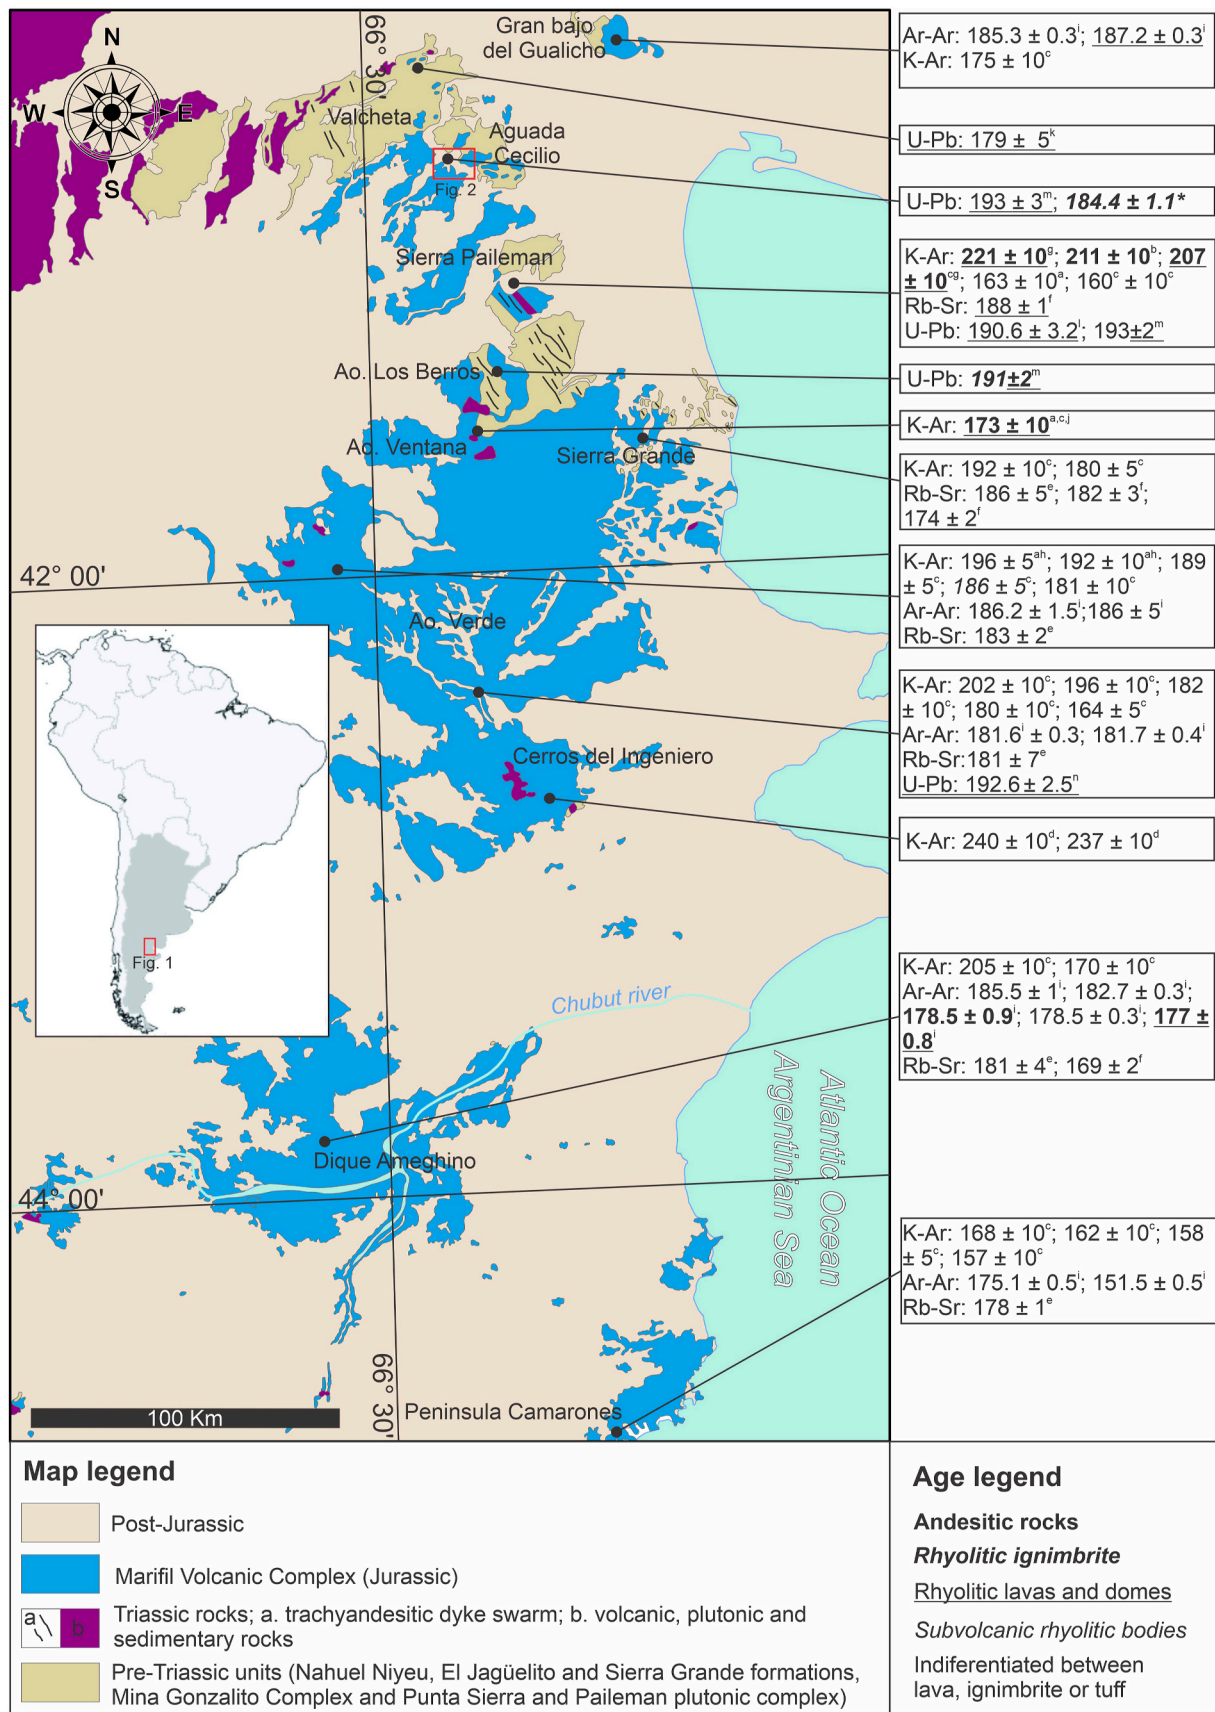 N
W
E
S
66° 30'
Gran bajo
del Gualicho
Valcheta
Aguada
Cecilio
Fig. 2
Sierra Paileman
Ao. Los Berros
Ao. Ventana
Sierra Grande
42° 00'
Ao. Verde
Cerros del Ingeniero
Fig. 1
Chubut river
Atlantic Ocean
Argentinian Sea
Dique Ameghino
44° 00'
66° 30'
Peninsula Camarones
100 Km
Ar-Ar: 185.3 ± 0.3ⁱ; 187.2 ± 0.3ⁱ
K-Ar: 175 ± 10ᶜ
U-Pb: 179 ± 5ᵏ
U-Pb: 193 ± 3ᵐ; 184.4 ± 1.1*
K-Ar: 221 ± 10ᵍ; 211 ± 10ᵇ; 207
± 10ᶜᵍ; 163 ± 10ᵃ; 160ᶜ ± 10ᶜ
Rb-Sr: 188 ± 1ᶠ
U-Pb: 190.6 ± 3.2ˡ; 193±2ᵐ
U-Pb: 191±2ᵐ
K-Ar: 173 ± 10ᵃ,ᶜ,ʲ
K-Ar: 192 ± 10ᶜ; 180 ± 5ᶜ
Rb-Sr: 186 ± 5ᵉ; 182 ± 3ᶠ;
174 ± 2ᶠ
K-Ar: 196 ± 5ᵃʰ; 192 ± 10ᵃʰ; 189
± 5ᶜ; 186 ± 5ᶜ; 181 ± 10ᶜ
Ar-Ar: 186.2 ± 1.5ⁱ;186 ± 5ⁱ
Rb-Sr: 183 ± 2ᵉ
K-Ar: 202 ± 10ᶜ; 196 ± 10ᶜ; 182
± 10ᶜ; 180 ± 10ᶜ; 164 ± 5ᶜ
Ar-Ar: 181.6ⁱ ± 0.3; 181.7 ± 0.4ⁱ
Rb-Sr:181 ± 7ᵉ
U-Pb: 192.6 ± 2.5ⁿ
K-Ar: 240 ± 10ᵈ; 237 ± 10ᵈ
K-Ar: 205 ± 10ᶜ; 170 ± 10ᶜ
Ar-Ar: 185.5 ± 1ⁱ; 182.7 ± 0.3ⁱ;
178.5 ± 0.9ⁱ; 178.5 ± 0.3ⁱ; 177 ±
0.8ⁱ
Rb-Sr: 181 ± 4ᵉ; 169 ± 2ᶠ
K-Ar: 168 ± 10ᶜ; 162 ± 10ᶜ; 158
± 5ᶜ; 157 ± 10ᶜ
Ar-Ar: 175.1 ± 0.5ⁱ; 151.5 ± 0.5ⁱ
Rb-Sr: 178 ± 1ᵉ
Map legend
Post-Jurassic
Marifil Volcanic Complex (Jurassic)
a
b
Triassic rocks; a. trachyandesitic dyke swarm; b. volcanic, plutonic and
sedimentary rocks
Pre-Triassic units (Nahuel Niyeu, El Jagüelito and Sierra Grande formations,
Mina Gonzalito Complex and Punta Sierra and Paileman plutonic complex)
Age legend
Andesitic rocks
Rhyolitic ignimbrite
Rhyolitic lavas and domes
Subvolcanic rhyolitic bodies
Indiferentiated between
lava, ignimbrite or tuff